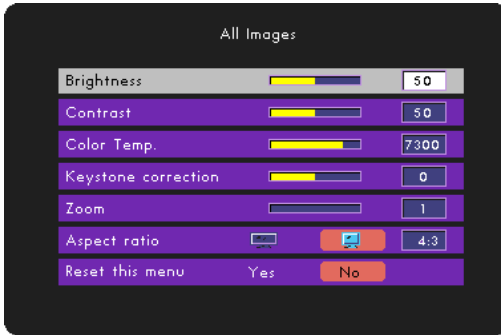 All Images
Brightness 50
Contrast 50
Color Temp. 7300
Keystone correction 0
Zoom 1
Aspect ratio 4:3
Reset this menu Yes No